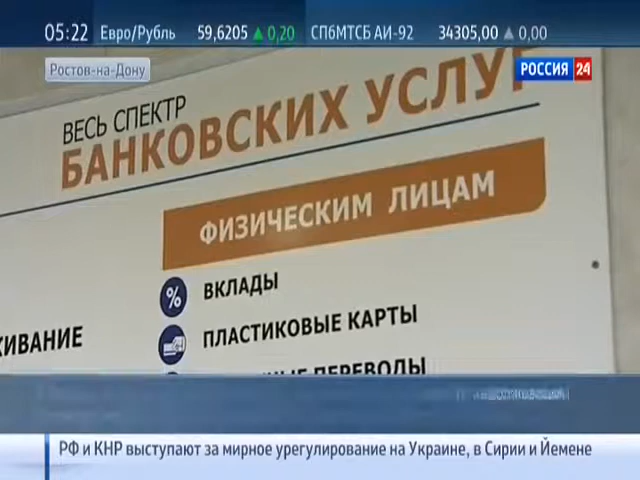 05:22 Евро/Рубль 59,6205 ▲ 0,20 СПбМТСБ АИ-92 34305,00 ▲ 0,00
Ростов-на-Дону
РОССИЯ 24
ВЕСЬ СПЕКТР
БАНКОВСКИХ УСЛУГ
ФИЗИЧЕСКИМ ЛИЦАМ
ВКЛАДЫ
ПЛАСТИКОВЫЕ КАРТЫ
ПЕРЕВОДЫ
РФ и КНР выступают за мирное урегулирование на Украине, в Сирии и Йемене